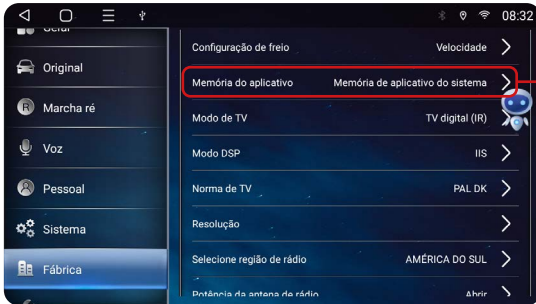 08:32
Geral
Original
Marcha ré
Voz
Pessoal
Sistema
Fábrica
Configuração de freio Velocidade
Memória do aplicativo Memória de aplicativo do sistema
Modo de TV TV digital (IR)
Modo DSP IIS
Norma de TV PAL DK
Resolução
Selecione região de rádio AMÉRICA DO SUL
Potência da antena de rádio Abrir